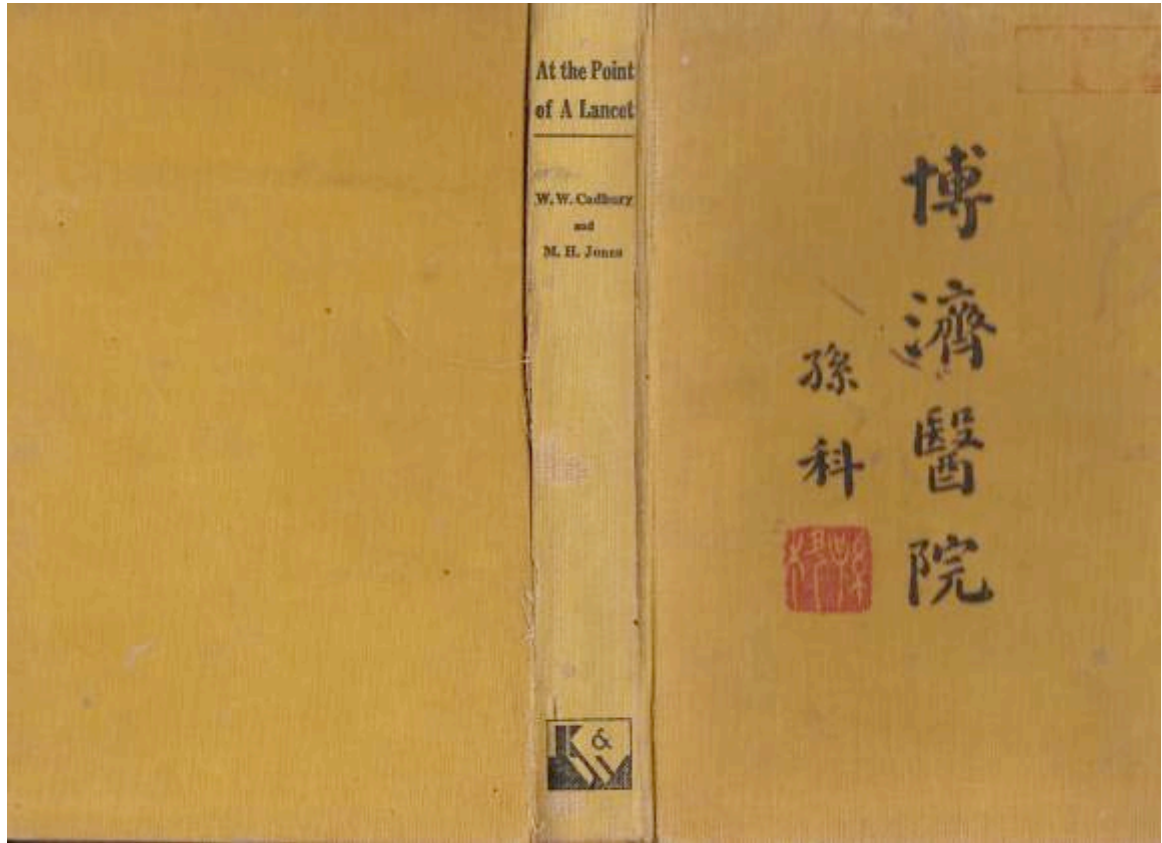 At the Point
of A Lancet
W. W. Cadbury
and
M. H. Jones
K & W
博濟醫院
孫科